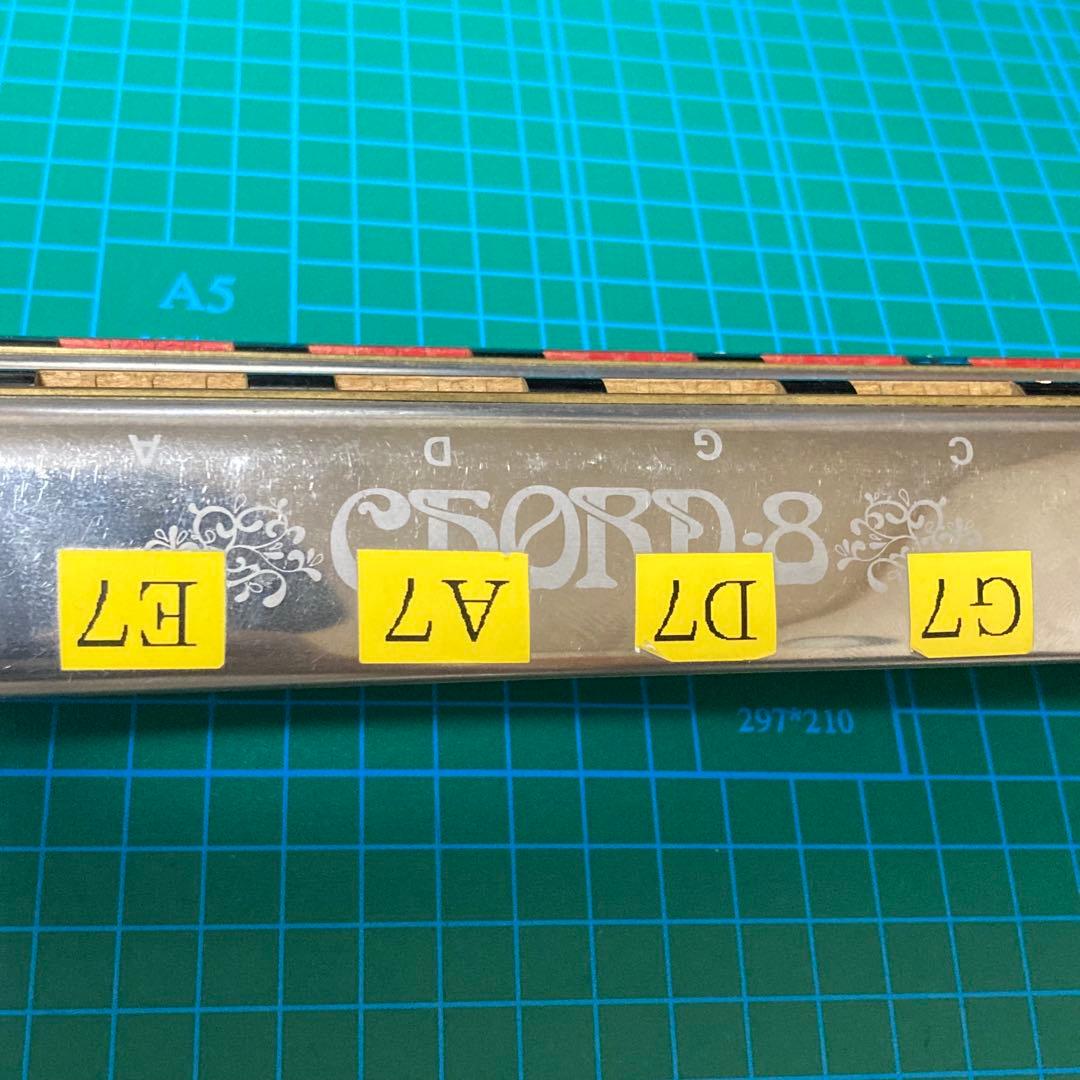 A5
A D G C
CHORD-8
E7 A7 D7 G7
297*210